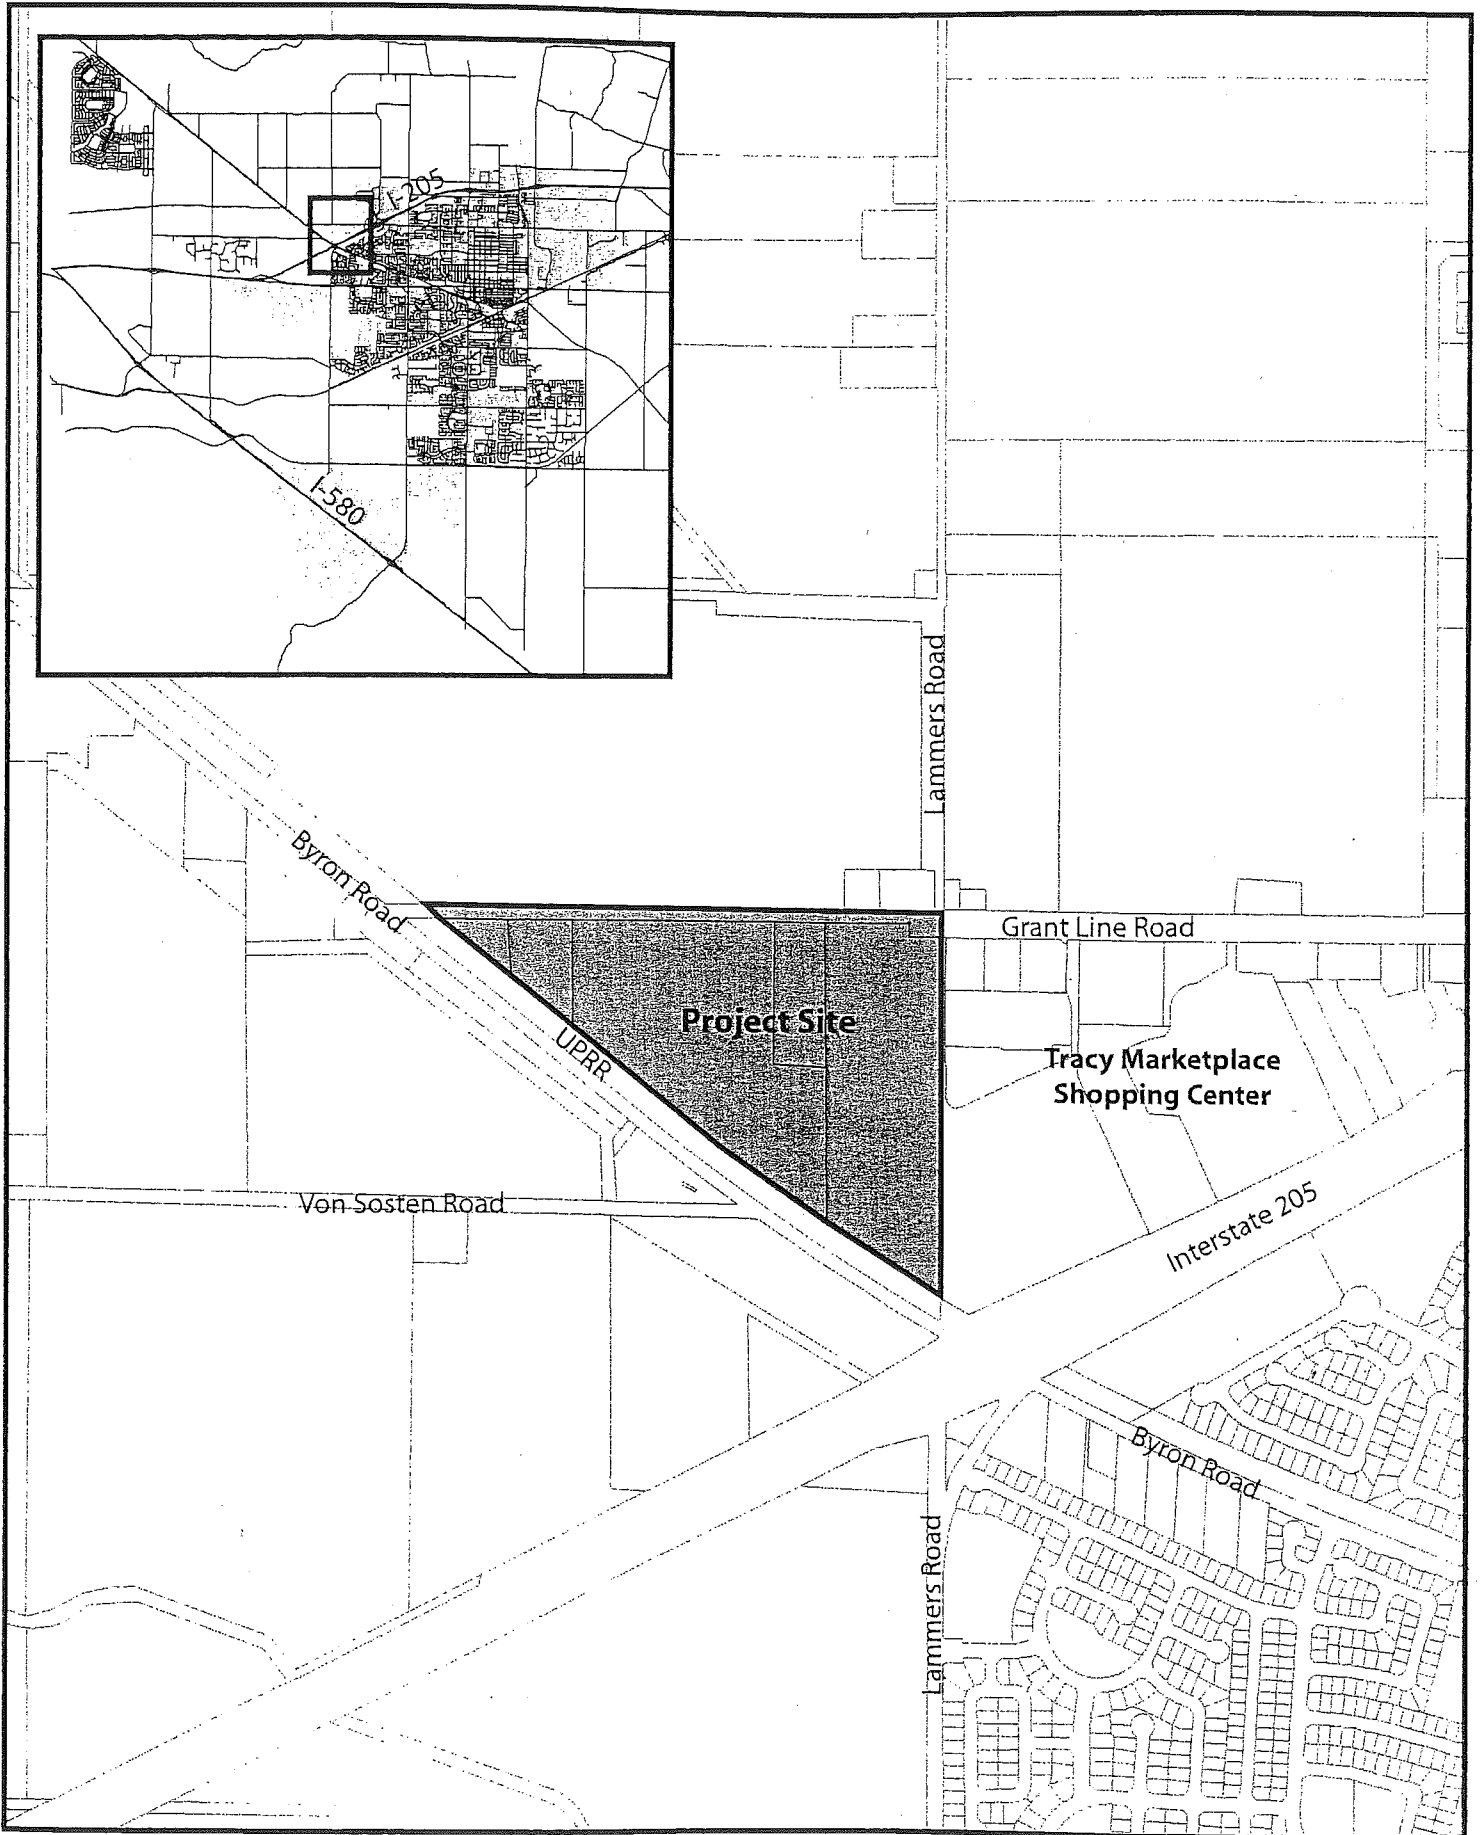 I-205
I-580
Lammers Road
Byron Road
Grant Line Road
Project Site
UPRR
Tracy Marketplace
Shopping Center
Von Sosten Road
Interstate 205
Byron Road
Lammers Road